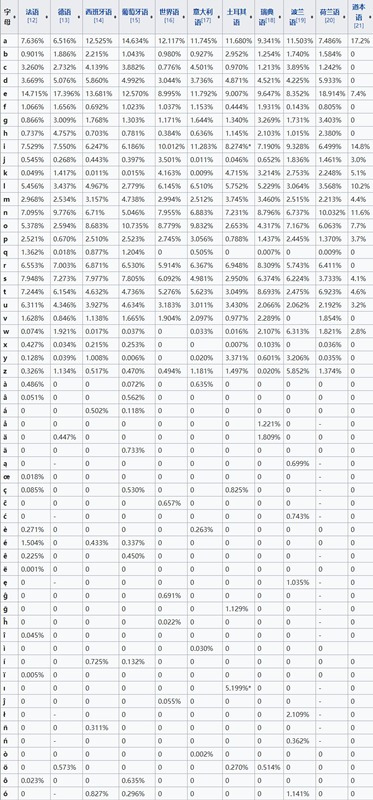 字母 法语[12] 德语[13] 西班牙语[14] 葡萄牙语[15] 世界语[16] 意大利语[17] 土耳其语 瑞典语[18] 波兰语[19] 荷兰语[20] 道本语[21]
a 7.636% 6.516% 12.525% 14.634% 12.117% 11.745% 11.680% 9.3% 11.503% 7.486% 17.2%
b 0.901% 1.886% 2.215% 1.043% 0.980% 0.927% 2.952% 1.254% 1.740% 1.584% 0
c 3.260% 2.732% 4.139% 3.882% 0.776% 4.501% 0.970% 1.213% 3.895% 1.242% 0
d 3.669% 5.076% 5.860% 4.992% 3.044% 3.736% 4.871% 4.521% 4.225% 5.933% 0
e 14.715% 17.396% 13.681% 12.570% 8.995% 11.792% 9.007% 9.647% 8.352% 18.914% 7.4%
f 1.066% 1.656% 0.692% 1.023% 1.037% 1.153% 0.444% 1.931% 0.143% 0.805% 0
g 0.866% 3.009% 1.768% 1.303% 1.171% 1.644% 1.340% 3.269% 1.731% 3.403% 0
h 0.737% 4.757% 0.703% 0.781% 0.384% 0.636% 1.145% 2.103% 1.015% 2.380% 0
i 7.529% 7.550% 6.247% 6.186% 10.012% 11.283% 8.274%* 7.190% 9.328% 6.499% 14.8%
j 0.545% 0.268% 0.443% 0.397% 3.501% 0.011% 0.046% 0.652% 1.836% 1.461% 3.0%
k 0.049% 1.417% 0.011% 0.015% 4.163% 0.009% 4.715% 3.214% 2.753% 2.248% 5.1%
l 5.456% 3.437% 4.967% 2.779% 6.145% 6.510% 5.752% 5.229% 3.064% 3.568% 10.2%
m 2.968% 2.534% 3.157% 4.738% 2.994% 2.512% 3.745% 3.460% 2.515% 2.213% 4.4%
n 7.095% 9.776% 6.71% 5.046% 7.955% 6.883% 7.231% 8.796% 6.737% 10.032% 11.6%
o 5.378% 2.594% 8.683% 10.735% 8.779% 9.832% 2.653% 4.317% 7.167% 6.063% 7.7%
p 2.521% 0.670% 2.510% 2.523% 2.745% 3.056% 0.788% 1.437% 2.445% 1.370% 3.7%
q 1.362% 0.018% 0.877% 1.204% 0 0.505% 0 0.007% 0 0.009% 0
r 6.553% 7.003% 6.871% 6.530% 5.914% 6.367% 6.948% 8.309% 5.743% 6.411% 0
s 7.948% 7.273% 7.977% 7.805% 6.092% 4.981% 2.950% 6.374% 6.224% 3.733% 4.1%
t 7.244% 6.154% 4.632% 4.736% 5.276% 5.623% 3.049% 8.693% 2.475% 6.923% 4.6%
u 6.311% 4.346% 3.927% 4.634% 3.183% 3.011% 3.430% 2.066% 2.062% 2.192% 3.2%
v 1.628% 0.846% 1.138% 1.665% 1.904% 2.097% 0.977% 2.289% 0 1.854% 0
w 0.074% 1.921% 0.017% 0.037% 0 0.033% 0.016% 2.107% 6.313% 1.821% 2.8%
x 0.427% 0.034% 0.215% 0.253% 0 0.007% 0.103% 0 0.036% 0
y 0.128% 0.039% 1.008% 0.006% 0 0.020% 3.371% 0.601% 3.206% 0.035% 0
z 0.326% 1.134% 0.517% 0.470% 0.494% 1.181% 1.497% 0.020% 5.852% 1.374% 0
à 0.486% 0 0 0.072% 0 0.635% 0 0 0 0 0
â 0.051% 0 0 0.562% 0 0 0 0 0 0 0
á 0 0 0.502% 0.118% 0 0 0 0 0 0 0
å 0 0 0 0 0 0 0 1.221% 0 - 0
ä 0 0.447% 0 0 0 0 0 1.809% 0 - 0
ã 0 0 0 0.733% 0 0 0 0 0 0 0
ą 0 - 0 0 0 0 0 0 0.699% - 0
œ 0.018% 0 0 0 0 0 0 0 0 - 0
ç 0.085% 0 0 0.530% 0 0 0.825% 0 0 - 0
ĉ 0 0 0 0 0.657% 0 0 0 0 - 0
ć 0 - 0 0 0 0 0 0 0.743% - 0
è 0.271% 0 0 0 0 0.263% 0 0 0 0 0
é 1.504% 0 0.433% 0.337% 0 0 0 0 0 0 0
ê 0.225% 0 0 0.450% 0 0 0 0 0 0 0
ë 0.001% 0 0 0 0 0 0 0 0 0 0
ę 0 - 0 0 0 0 0 0 1.035% - 0
ĝ 0 0 0 0 0.691% 0 0 0 0 - 0
ğ 0 0 0 0 0 0 1.129% 0 0 - 0
ĥ 0 0 0 0 0.022% 0 0 0 0 - 0
î 0.045% 0 0 0 0 0 0 0 0 - 0
ì 0 0 0 0 0 0.030% 0 0 0 0 0
í 0 0 0.725% 0.132% 0 0 0 0 0 0 0
ï 0.005% 0 0 0 0 0 0 0 0 0 0
ı 0 0 0 0 0 0 5.199%* 0 0 - 0
ĵ 0 0 0 0 0.055% 0 0 0 0 - 0
ł 0 - 0 0 0 0 0 0 2.109% - 0
ñ 0 0 0.311% 0 0 0 0 0 0 - 0
ń 0 - 0 0 0 0 0 0 0.362% - 0
ò 0 0 0 0 0 0.002% 0 0 0 0 0
ö 0 0.573% 0 0 0 0 0.270% 0.514% 0 0 0
ô 0.023% 0 0 0.635% 0 0 0 0 0 0 0
ó 0 - 0.827% 0.296% 0 0 0 0 1.141% 0 0